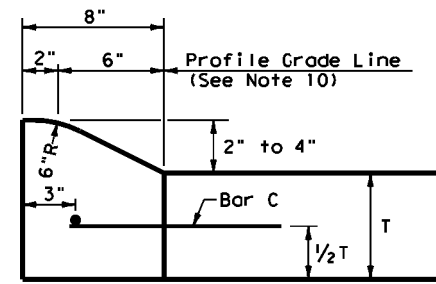 8"
2" 6" Profile Grade Line
(See Note 10)
6"R
2" to 4"
3"
Bar C
T
½T